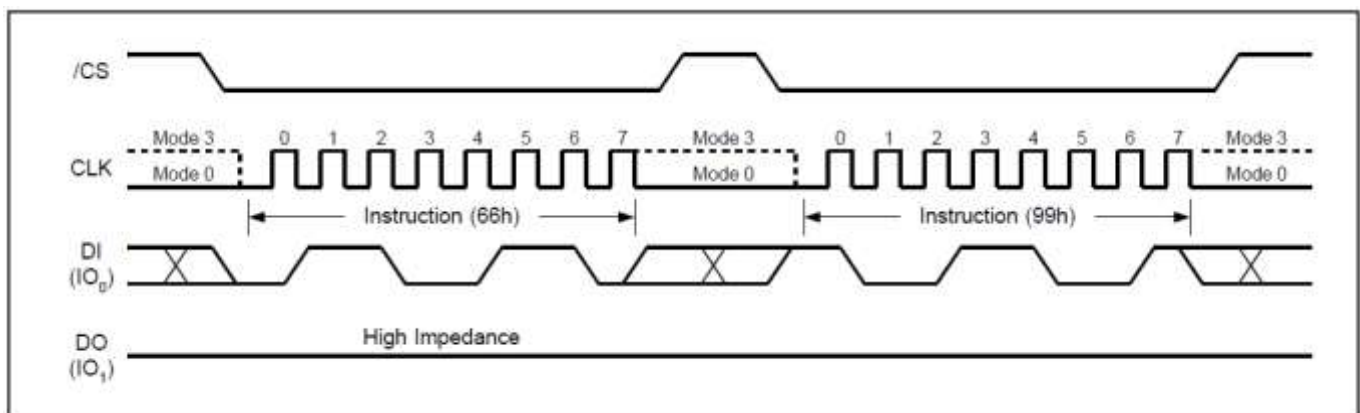 /CS
Mode 3 0 1 2 3 4 5 6 7 Mode 3 0 1 2 3 4 5 6 7 Mode 3
CLK
Mode 0 Mode 0 Mode 0
Instruction (66h) Instruction (99h)
DI
(IO₀)
High Impedance
DO
(IO₁)